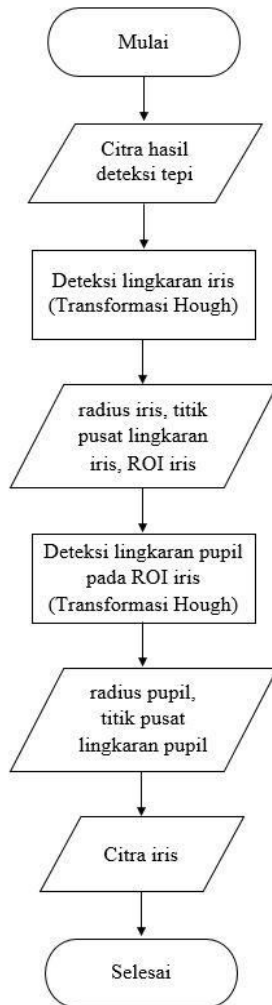 Mulai
Citra hasil
deteksi tepi
Deteksi lingkaran iris
(Transformasi Hough)
radius iris, titik
pusat lingkaran
iris, ROI iris
Deteksi lingkaran pupil
pada ROI iris
(Transformasi Hough)
radius pupil,
titik pusat
lingkaran pupil
Citra iris
Selesai